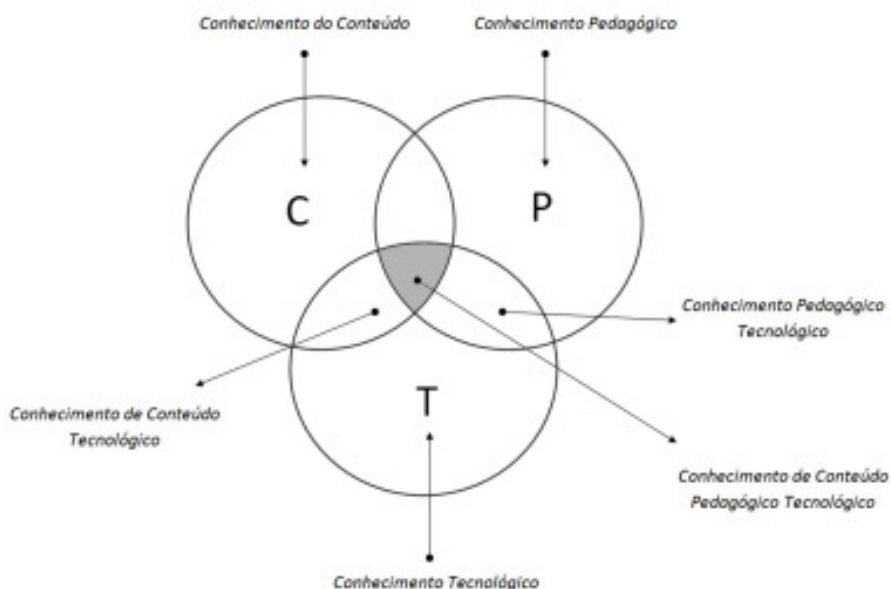 Conhecimento do Conteúdo
Conhecimento Pedagógico
C
P
Conhecimento Pedagógico
Tecnológico
T
Conhecimento de Conteúdo
Tecnológico
Conhecimento de Conteúdo
Pedagógico Tecnológico
Conhecimento Tecnológico